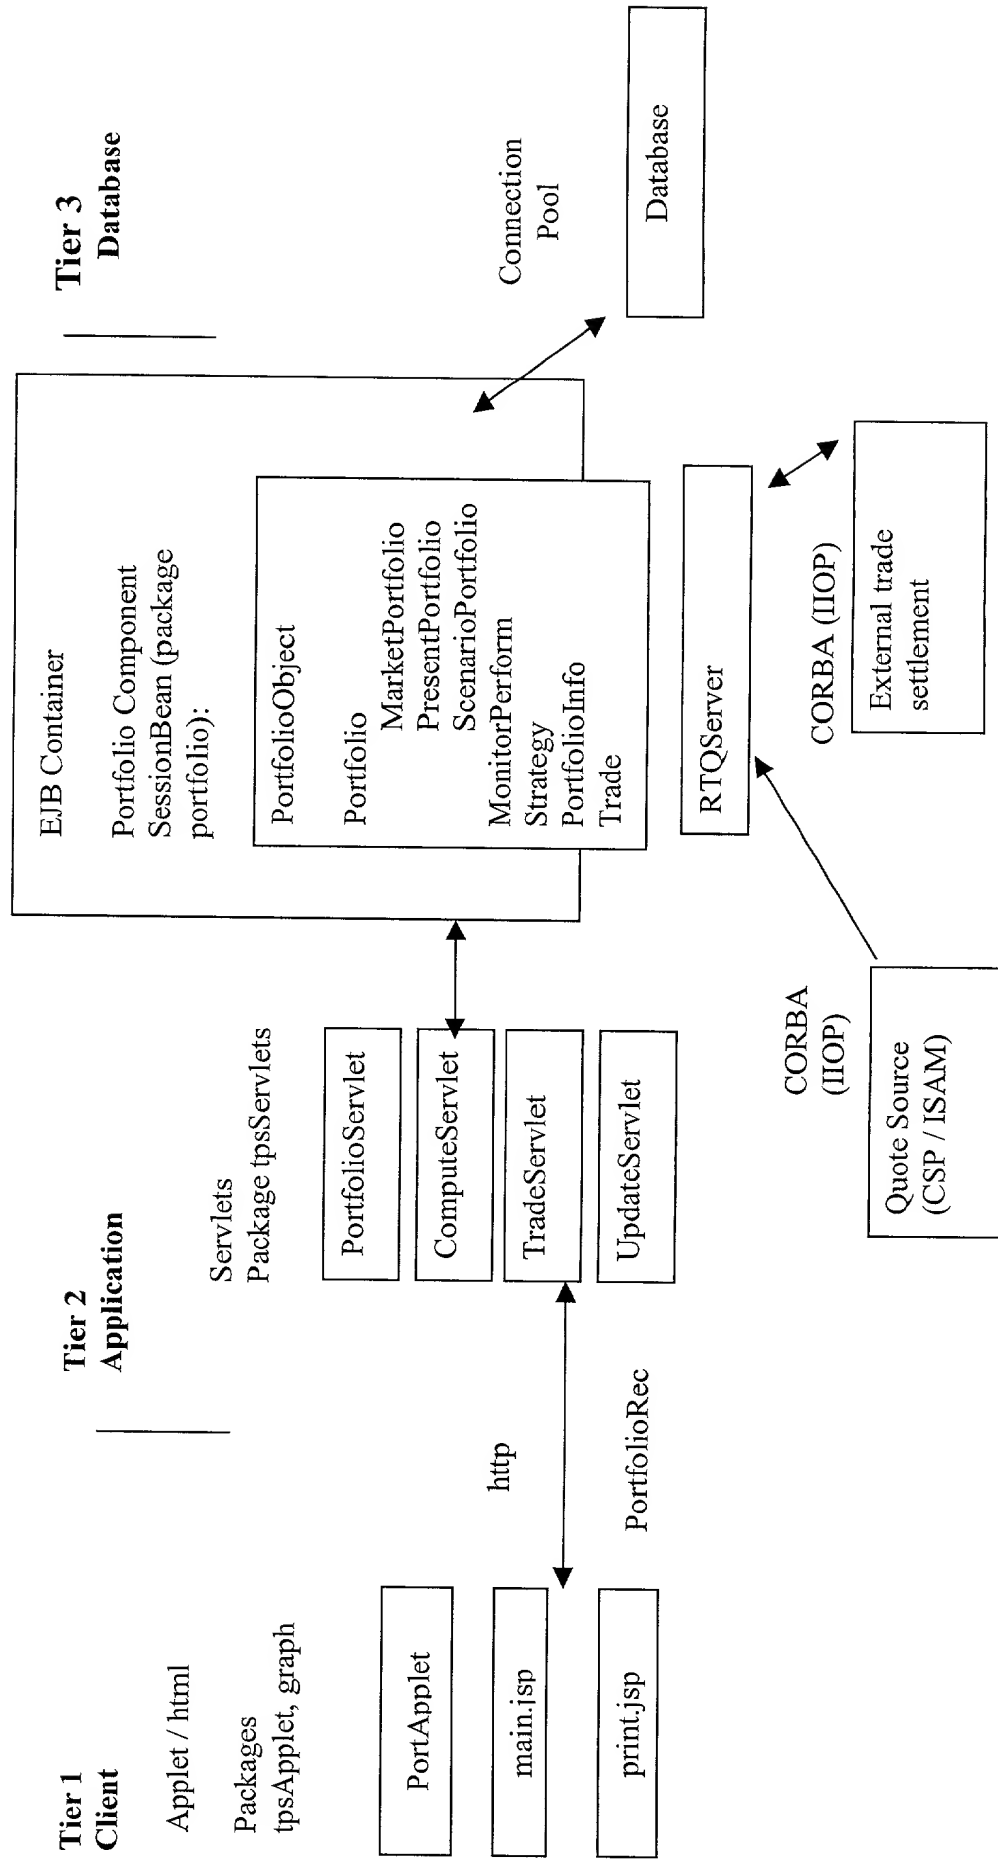 Tier 1
Client
Applet / html
Packages
tpsApplet, graph
PortApplet
main.jsp
print.jsp
http
PortfolioRec
Tier 2
Application
Servlets
Package tpsServlets
PortfolioServlet
ComputeServlet
TradeServlet
UpdateServlet
EJB Container
Portfolio Component
SessionBean (package
portfolio):
PortfolioObject
Portfolio
MarketPortfolio
PresentPortfolio
ScenarioPortfolio
MonitorPerform
Strategy
PortfolioInfo
Trade
RTQServer
CORBA
(IIOP)
Quote Source
(CSP / ISAM)
CORBA (IIOP)
External trade
settlement
Tier 3
Database
Connection
Pool
Database